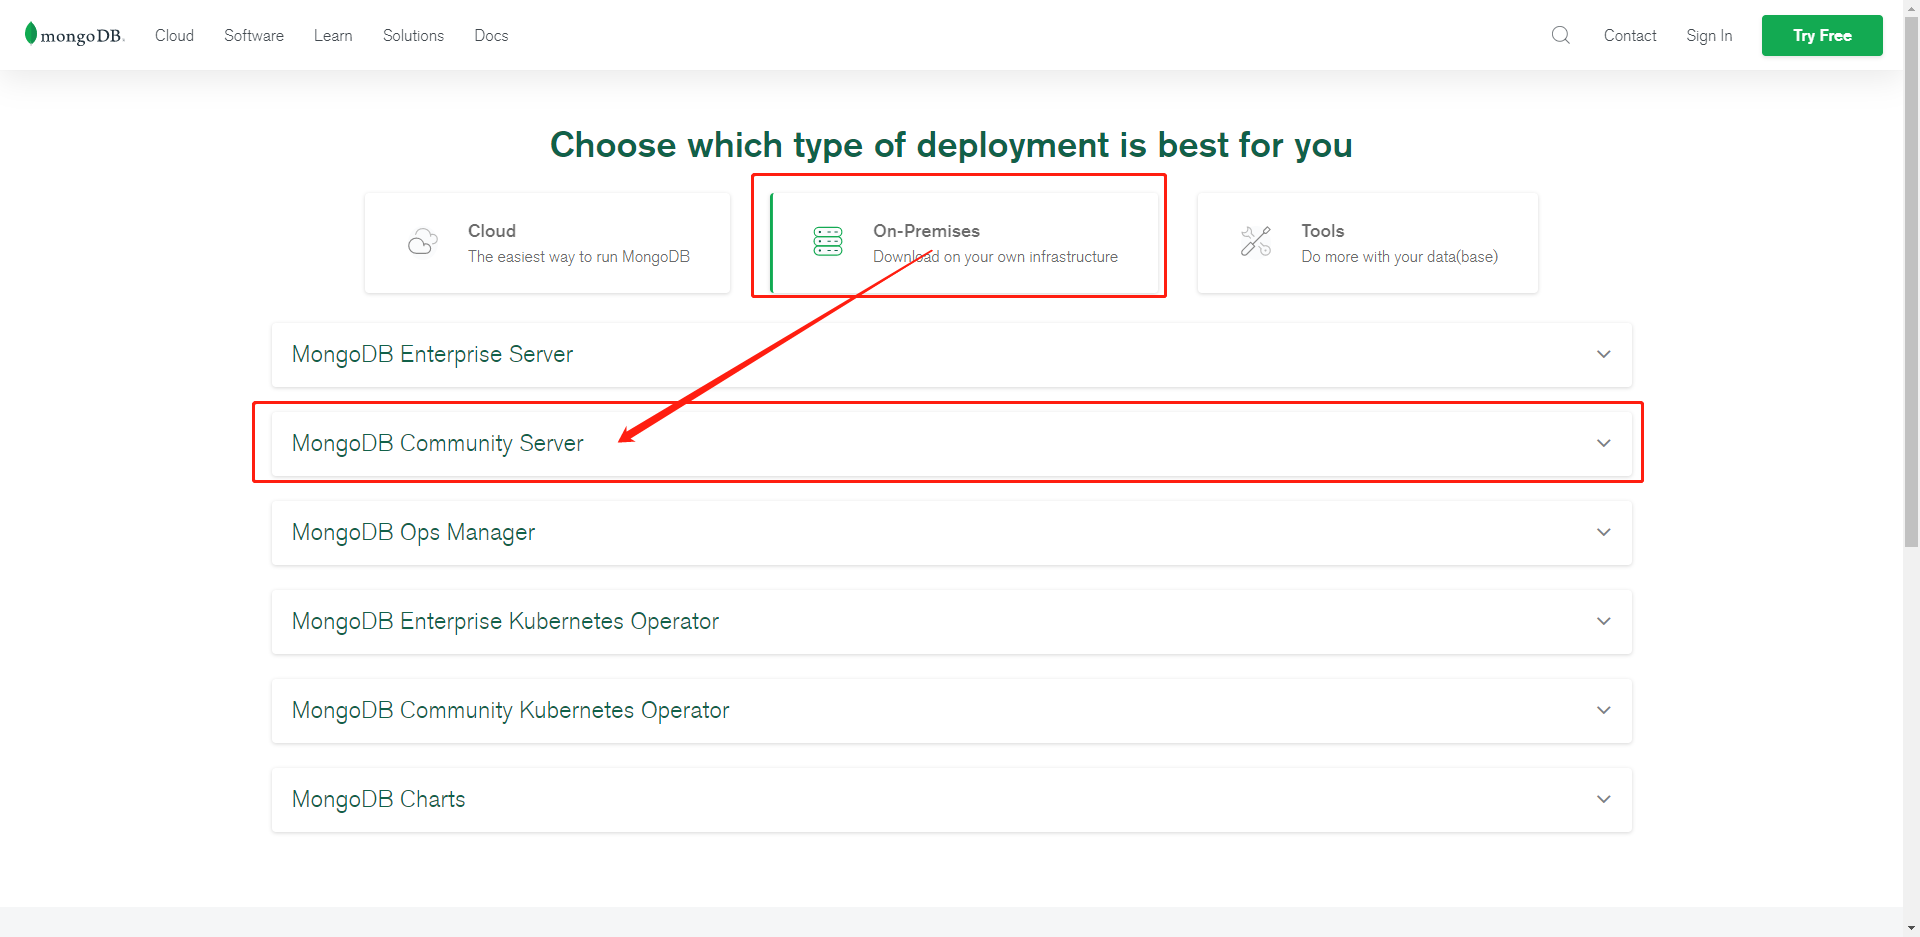 mongoDB.
Cloud
Software
Learn
Solutions
Docs
Contact
Sign In
Try Free
Choose which type of deployment is best for you
Cloud
The easiest way to run MongoDB
On-Premises
Download on your own infrastructure
Tools
Do more with your data(base)
MongoDB Enterprise Server
MongoDB Community Server
MongoDB Ops Manager
MongoDB Enterprise Kubernetes Operator
MongoDB Community Kubernetes Operator
MongoDB Charts